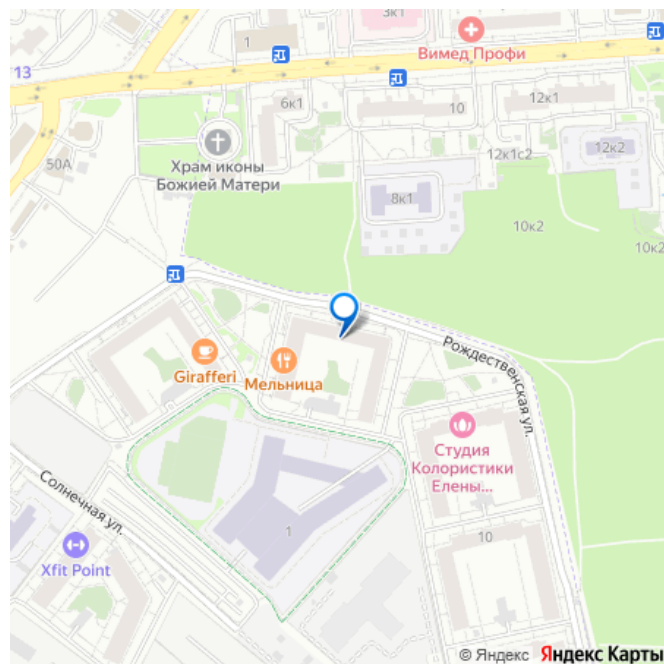 3к1
1
Вимед Профи
13
6к1
10
12к1
50А
Храм иконы
Божией Матери
12к1с2
12к2
8к1
10к2
10к2
Рождественская ул.
Girafferi
Мельница
Студия
Колористики
Елены...
Солнечная ул.
1
10
Xfit Point
© Яндекс Яндекс Карты